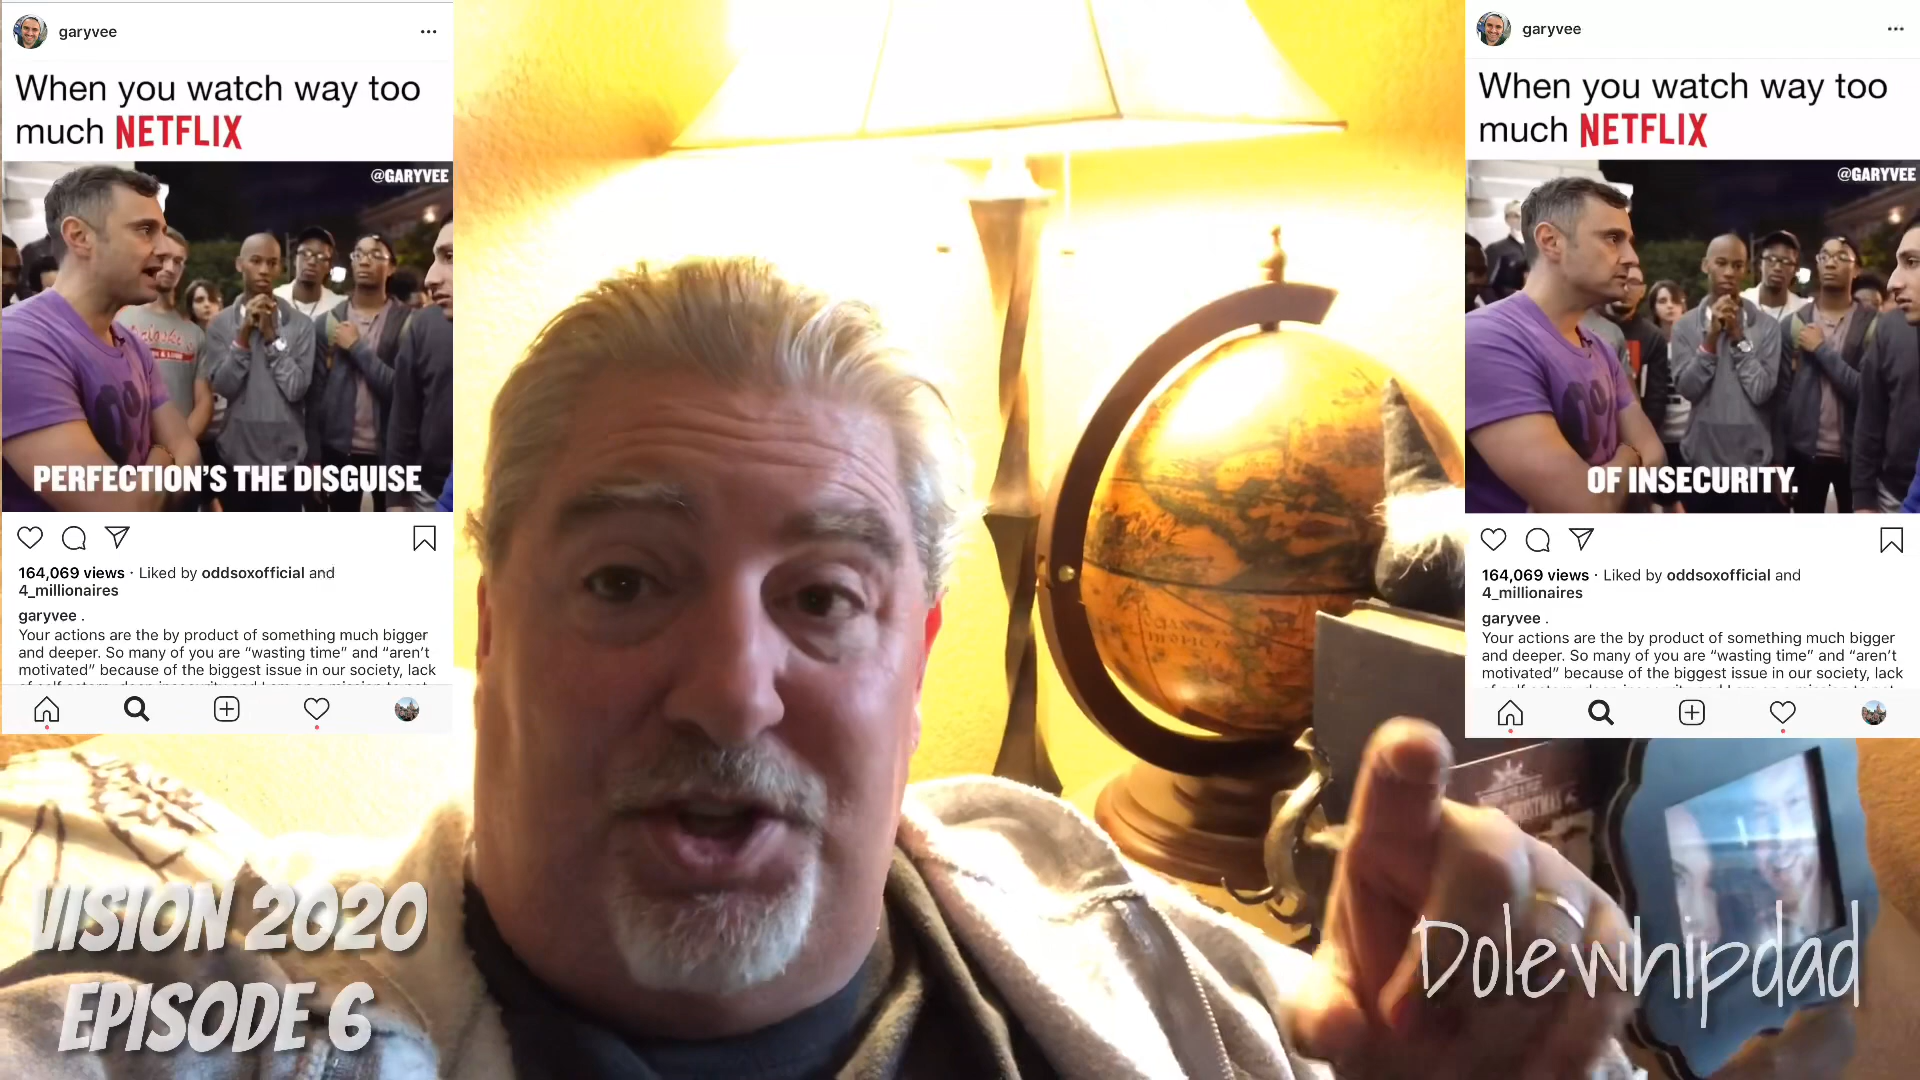 garyvee
When you watch way too
much NETFLIX
@GARYVEE
PERFECTION'S THE DISGUISE
164,069 views · Liked by oddsoxofficial and
4_millionaires
garyvee .
Your actions are the by product of something much bigger
and deeper. So many of you are “wasting time” and “aren’t
motivated” because of the biggest issue in our society, lack
garyvee
When you watch way too
much NETFLIX
@GARYVEE
OF INSECURITY.
164,069 views · Liked by oddsoxofficial and
4_millionaires
garyvee .
Your actions are the by product of something much bigger
and deeper. So many of you are “wasting time” and “aren’t
motivated” because of the biggest issue in our society, lack
VISION 2020
EPISODE 6
Dolewhipdad